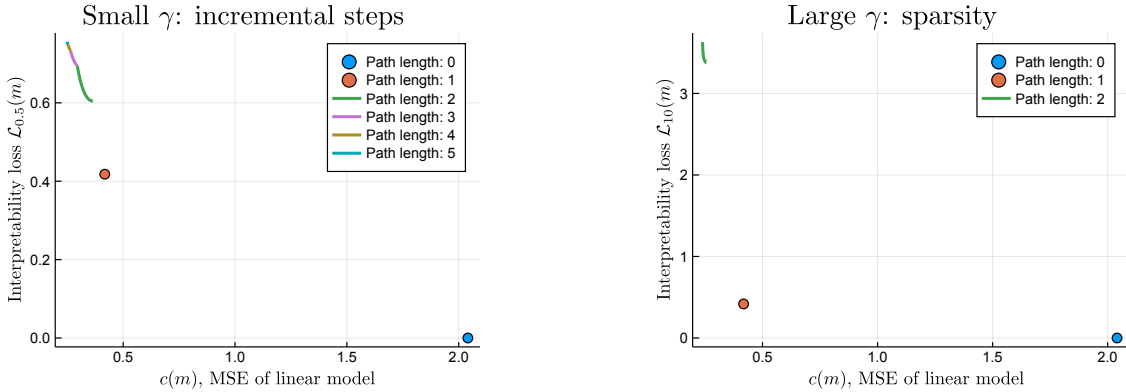 Small γ: incremental steps
Interpretability loss ℒ₀.₅(m)
0.6
0.4
0.2
0.0
Path length: 0
Path length: 1
Path length: 2
Path length: 3
Path length: 4
Path length: 5
0.5
1.0
1.5
2.0
c(m), MSE of linear model
Large γ: sparsity
Interpretability loss ℒ₁₀(m)
3
2
1
0
Path length: 0
Path length: 1
Path length: 2
0.5
1.0
1.5
2.0
c(m), MSE of linear model